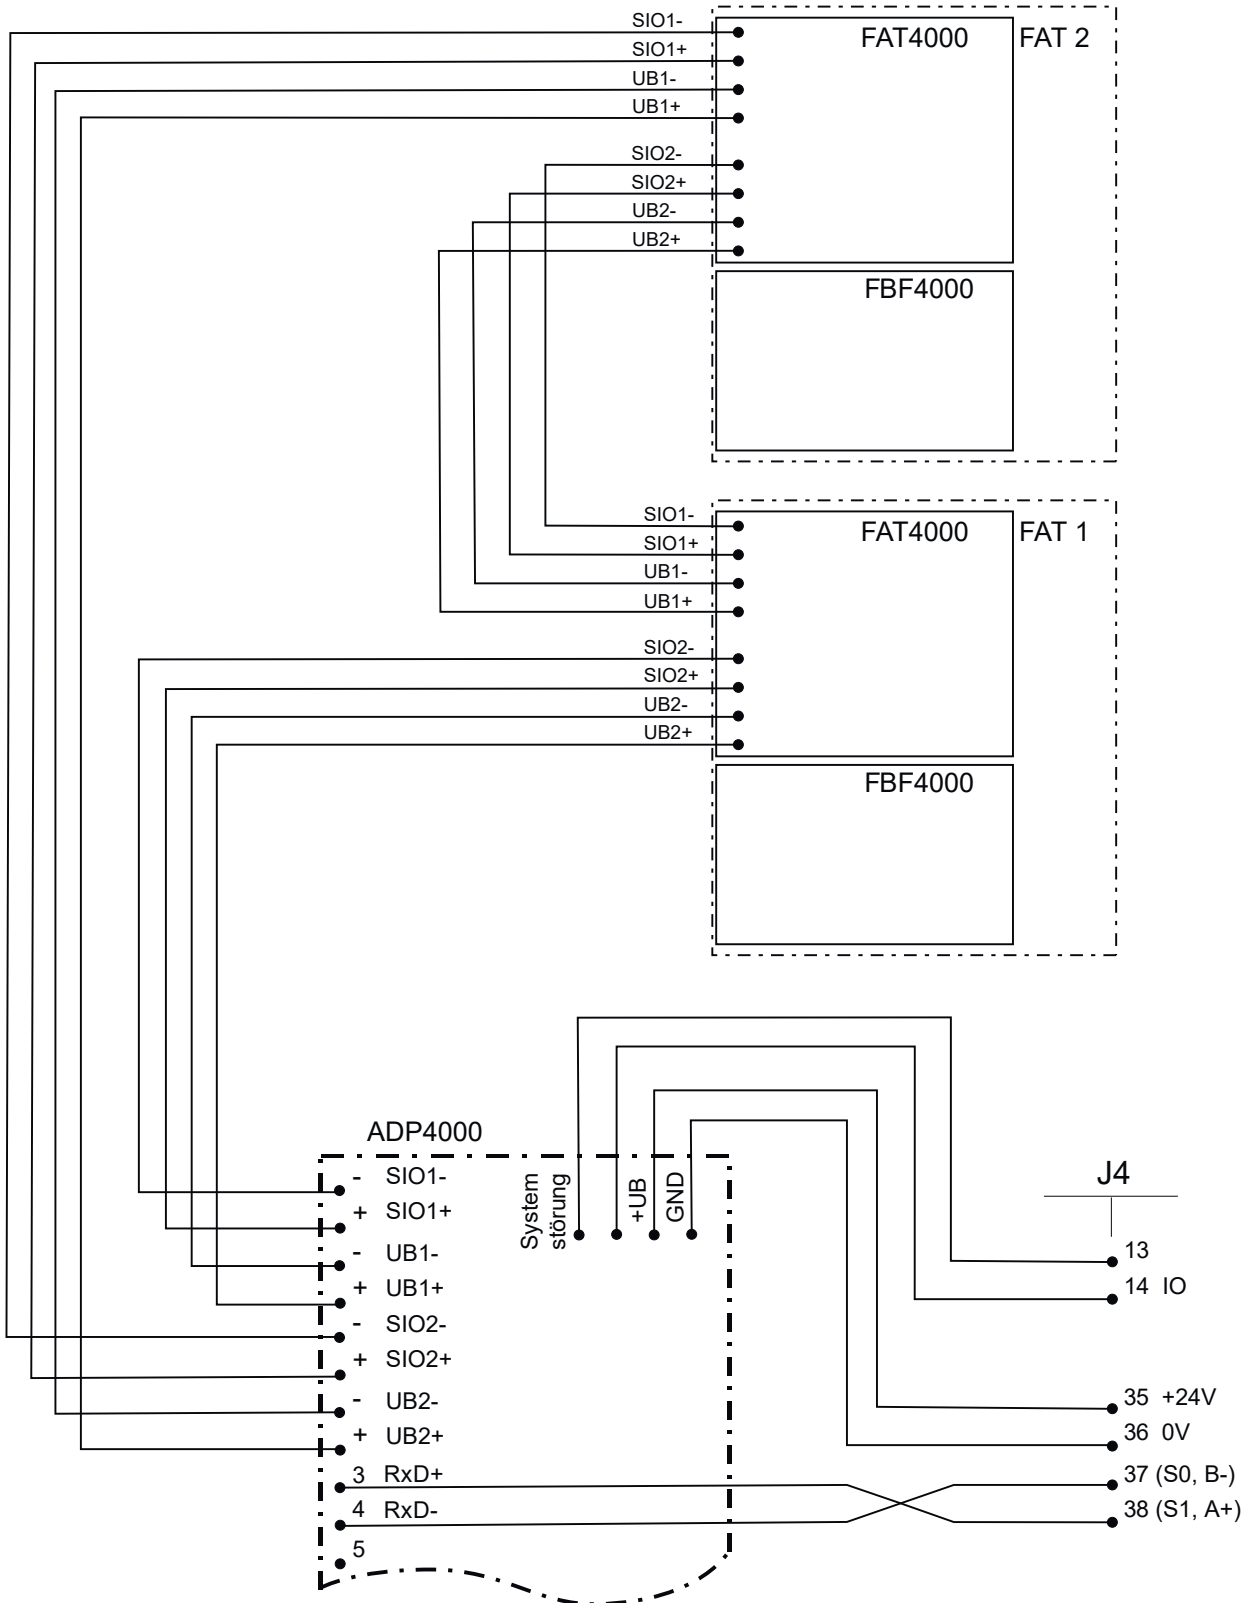 SIO1-
SIO1+
UB1-
UB1+
SIO2-
SIO2+
UB2-
UB2+
FAT4000
FAT 2
FBF4000
SIO1-
SIO1+
UB1-
UB1+
SIO2-
SIO2+
UB2-
UB2+
FAT4000
FAT 1
FBF4000
ADP4000
- SIO1-
+ SIO1+
- UB1-
+ UB1+
- SIO2-
+ SIO2+
- UB2-
+ UB2+
3 RxD+
4 RxD-
5
System
störung
+UB
GND
J4
13
14 IO
35 +24V
36 0V
37 (S0, B-)
38 (S1, A+)